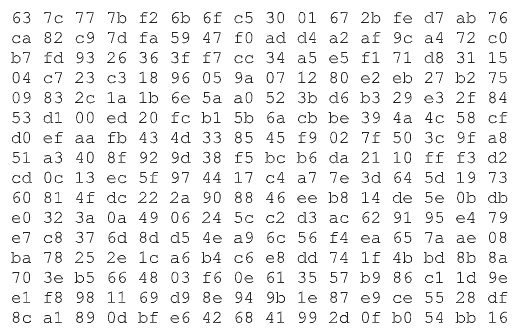 63 7c 77 7b f2 6b 6f c5 30 01 67 2b fe d7 ab 76
ca 82 c9 7d fa 59 47 f0 ad d4 a2 af 9c a4 72 c0
b7 fd 93 26 36 3f f7 cc 34 a5 e5 f1 71 d8 31 15
04 c7 23 c3 18 96 05 9a 07 12 80 e2 eb 27 b2 75
09 83 2c 1a 1b 6e 5a a0 52 3b d6 b3 29 e3 2f 84
53 d1 00 ed 20 fc b1 5b 6a cb be 39 4a 4c 58 cf
d0 ef aa fb 43 4d 33 85 45 f9 02 7f 50 3c 9f a8
51 a3 40 8f 92 9d 38 f5 bc b6 da 21 10 ff f3 d2
cd 0c 13 ec 5f 97 44 17 c4 a7 7e 3d 64 5d 19 73
60 81 4f dc 22 2a 90 88 46 ee b8 14 de 5e 0b db
e0 32 3a 0a 49 06 24 5c c2 d3 ac 62 91 95 e4 79
e7 c8 37 6d 8d d5 4e a9 6c 56 f4 ea 65 7a ae 08
ba 78 25 2e 1c a6 b4 c6 e8 dd 74 1f 4b bd 8b 8a
70 3e b5 66 48 03 f6 0e 61 35 57 b9 86 c1 1d 9e
e1 f8 98 11 69 d9 8e 94 9b 1e 87 e9 ce 55 28 df
8c a1 89 0d bf e6 42 68 41 99 2d 0f b0 54 bb 16